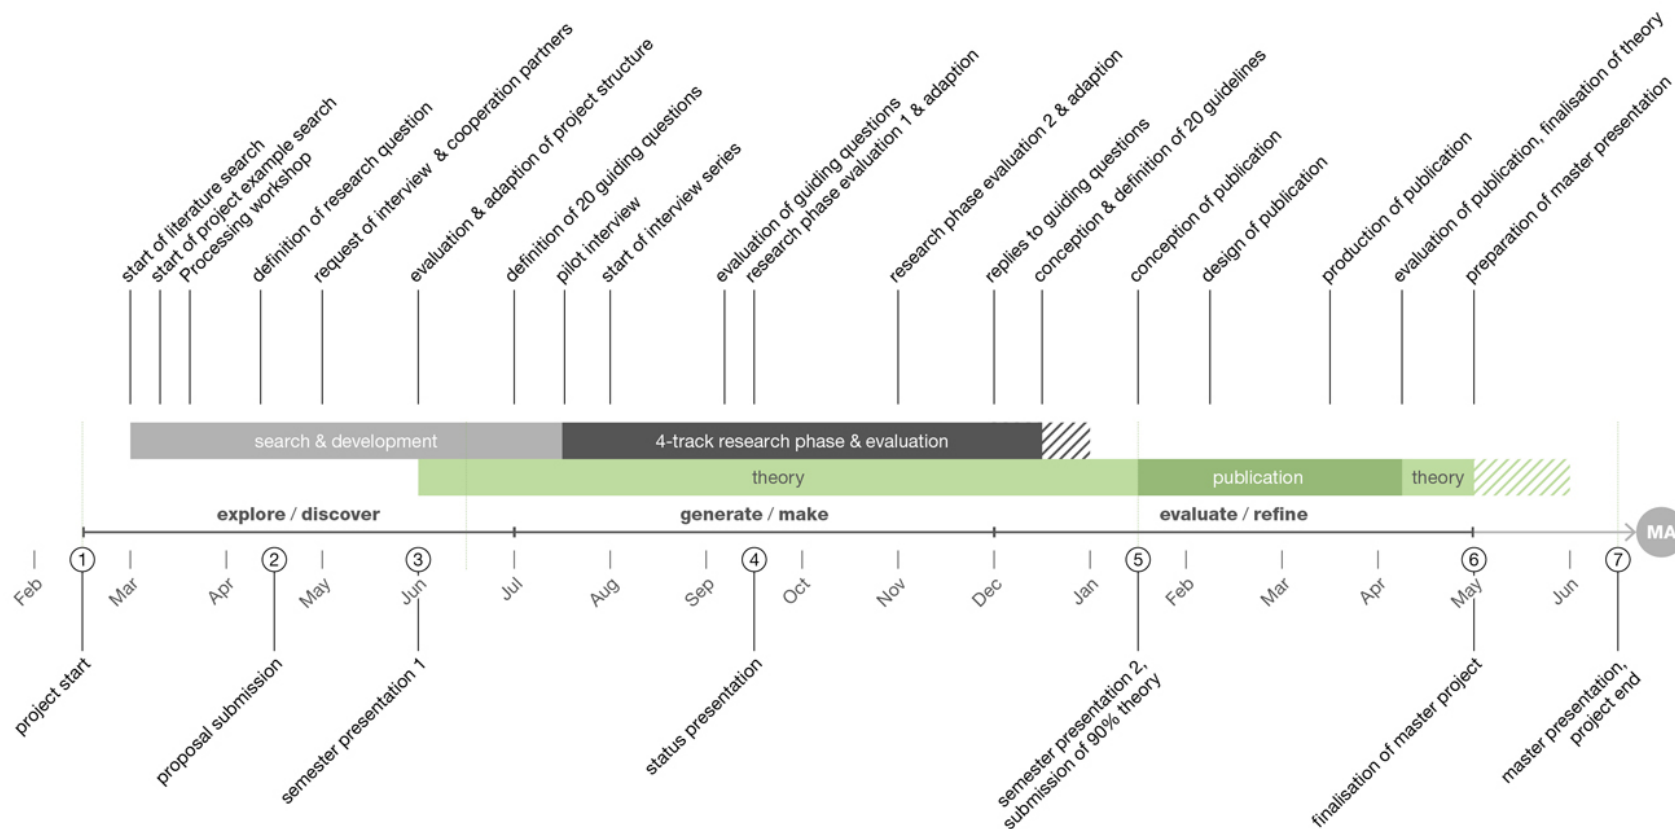 start of literature search
start of project example search
Processing workshop
definition of research question
request of interview & cooperation partners
evaluation & adaption of project structure
definition of 20 guiding questions
pilot interview
start of interview series
evaluation of guiding questions
research phase evaluation 1 & adaption
research phase evaluation 2 & adaption
replies to guiding questions
conception & definition of 20 guidelines
conception of publication
design of publication
production of publication
evaluation of publication, finalisation of theory
preparation of master presentation
search & development
4-track research phase & evaluation
theory
publication
theory
explore / discover
generate / make
evaluate / refine
MA
1
2
3
4
5
6
7
Feb
Mar
Apr
May
Jun
Jul
Aug
Sep
Oct
Nov
Dec
Jan
Feb
Mar
Apr
May
Jun
project start
proposal submission
semester presentation 1
status presentation
semester presentation 2,
submission of 90% theory
finalisation of master project
master presentation,
project end